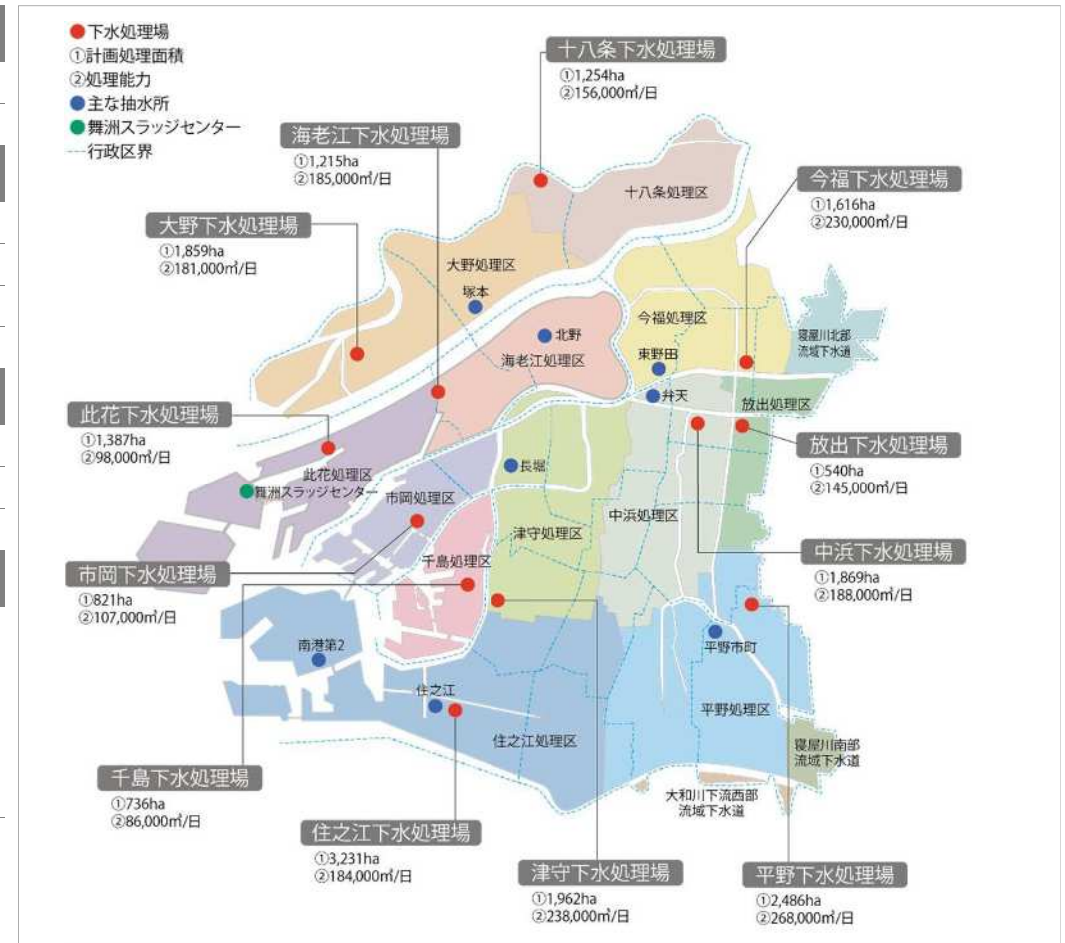 下水処理場
①計画処理面積
②処理能力
主な抽水所
舞洲スラッジセンター
行政区界
十八条下水処理場
①1,254ha
②156,000㎥/日
海老江下水処理場
①1,215ha
②185,000㎥/日
今福下水処理場
①1,616ha
②230,000㎥/日
大野下水処理場
①1,859ha
②181,000㎥/日
十八条処理区
大野処理区
塚本
北野
海老江処理区
今福処理区
東野田
寝屋川北部
流域下水道
弁天
放出処理区
此花下水処理場
①1,387ha
②98,000㎥/日
放出下水処理場
①540ha
②145,000㎥/日
此花処理区
舞洲スラッジセンター
市岡処理区
長堀
中浜処理区
津守処理区
千島処理区
中浜下水処理場
①1,869ha
②188,000㎥/日
市岡下水処理場
①821ha
②107,000㎥/日
南港第2
平野市町
住之江
平野処理区
住之江処理区
寝屋川南部
流域下水道
大和川下流西部
流域下水道
千島下水処理場
①736ha
②86,000㎥/日
住之江下水処理場
①3,231ha
②184,000㎥/日
津守下水処理場
①1,962ha
②238,000㎥/日
平野下水処理場
①2,486ha
②268,000㎥/日